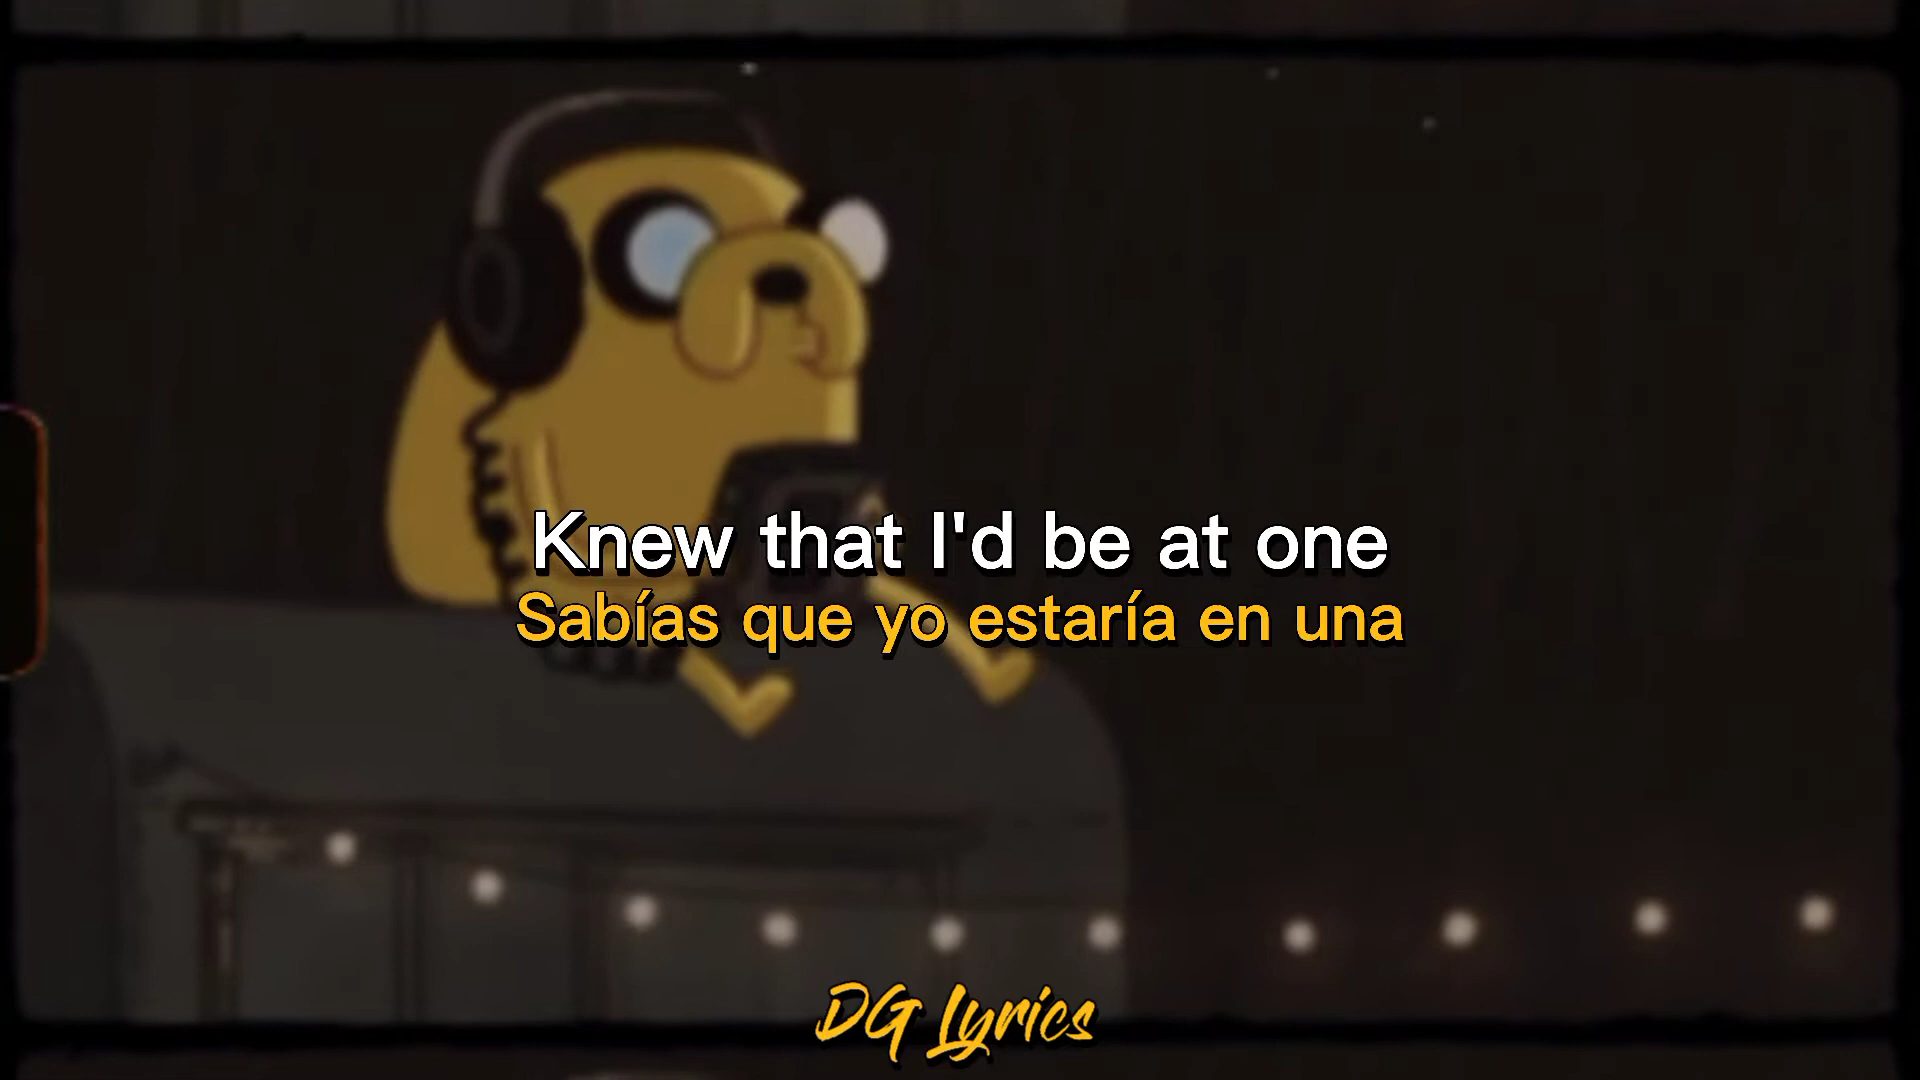 Knew that I'd be at one
Sabías que yo estaría en una
DG Lyrics